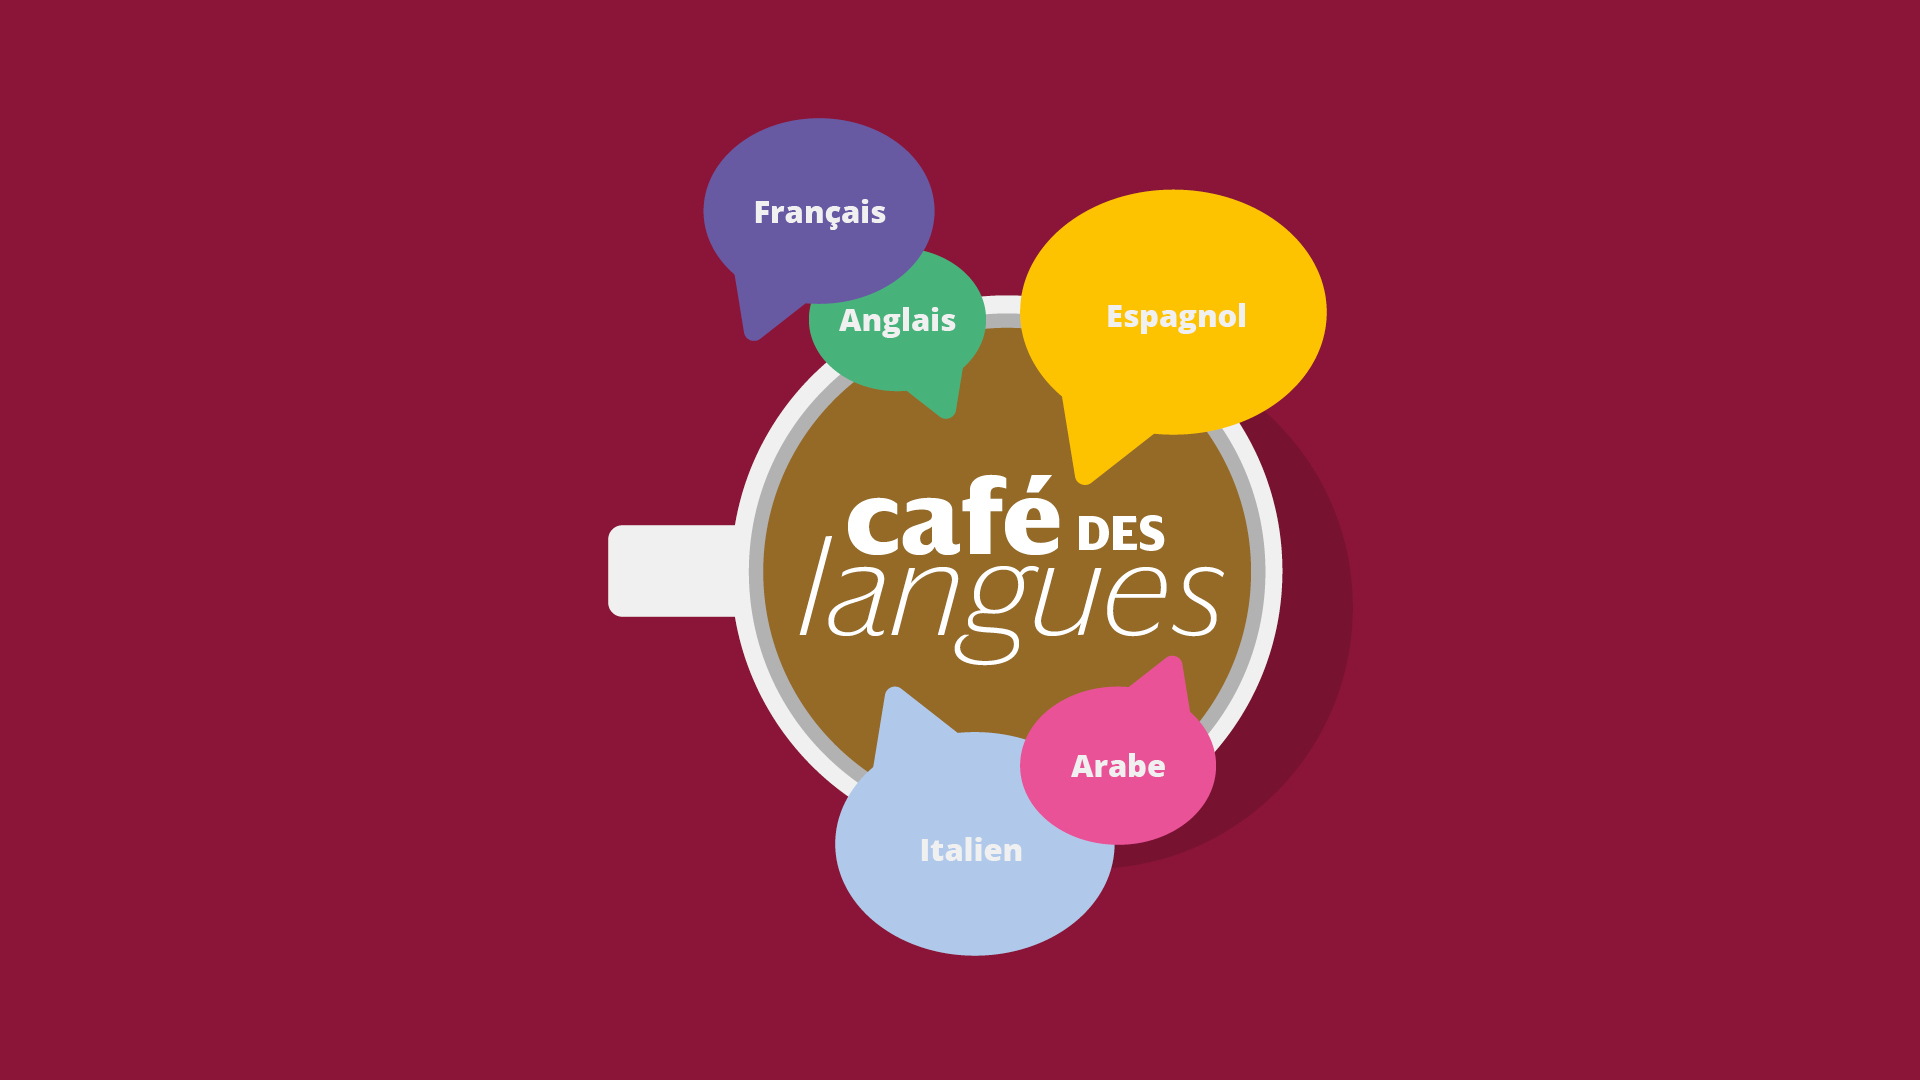 Français
Anglais
Espagnol
café DES
langues
Arabe
Italien